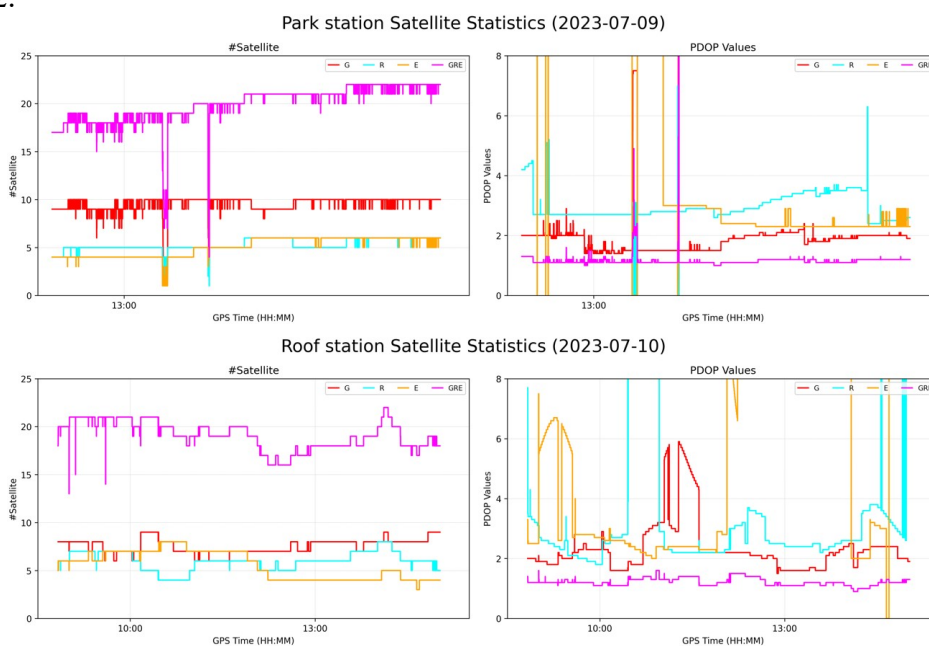 2.
Park station Satellite Statistics (2023-07-09)
#Satellite
G R E GRE
25
20
15
10
5
0
#Satellite
13:00
GPS Time (HH:MM)
PDOP Values
G R E GRE
8
6
4
2
0
PDOP Values
13:00
GPS Time (HH:MM)
Roof station Satellite Statistics (2023-07-10)
#Satellite
G R E GRE
25
20
15
10
5
0
#Satellite
10:00 13:00
GPS Time (HH:MM)
PDOP Values
G R E GRE
8
6
4
2
0
PDOP Values
10:00 13:00
GPS Time (HH:MM)